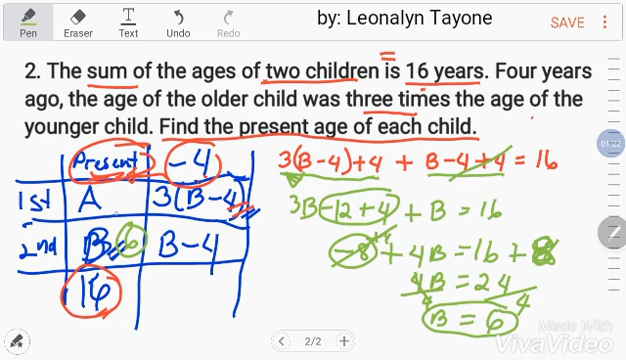 by: Leonalyn Tayone
Pen Eraser Text Undo Redo SAVE
2. The sum of the ages of two children is 16 years. Four years
ago, the age of the older child was three times the age of the
younger child. Find the present age of each child.
Present -4
1st A 3(B-4)
2nd B=6 B-4
16
3(B-4)+4 + B-4+4 = 16
3B-12+4 + B = 16
-8 + 4B = 16 + 8
4B = 24
4 4
B = 6
01:22
2/2
Made With
VivaVideo